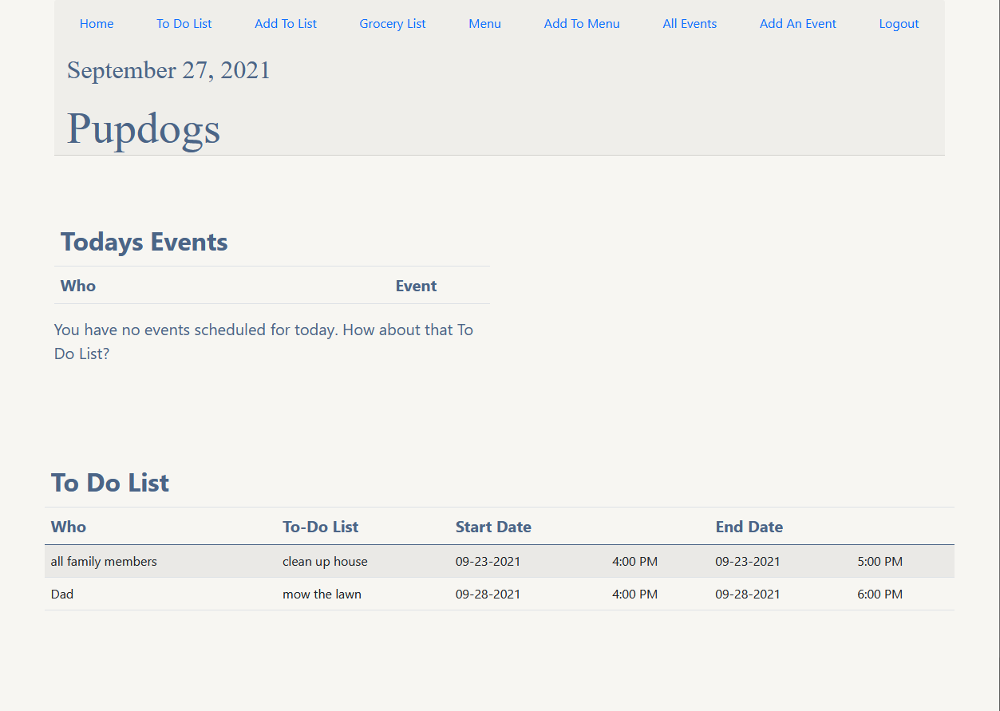 Home To Do List Add To List Grocery List Menu Add To Menu All Events Add An Event Logout
September 27, 2021
Pupdogs
Todays Events
Who Event
You have no events scheduled for today. How about that To
Do List?
To Do List
Who To-Do List Start Date End Date
all family members clean up house 09-23-2021 4:00 PM 09-23-2021 5:00 PM
Dad mow the lawn 09-28-2021 4:00 PM 09-28-2021 6:00 PM